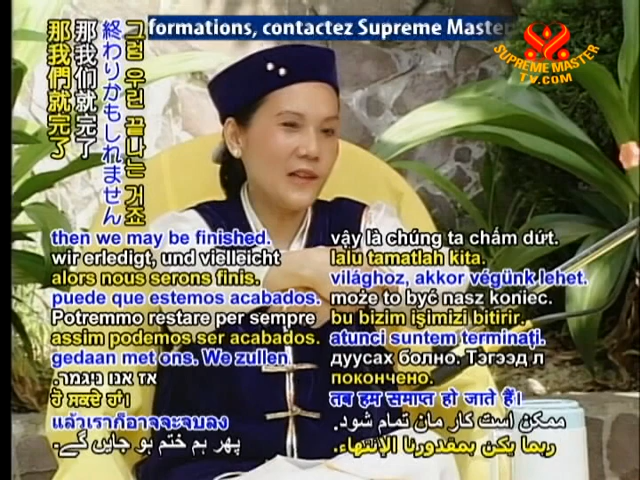 formations, contactez Supreme Master
SUPREME MASTER
TV.COM
그럼 우린 끝나는 거죠
終わりかもしれません
那我们就完了
那我們就完了
then we may be finished.
wir erledigt, und vielleicht
alors nous serons finis.
puede que estemos acabados.
Potremmo restare per sempre
assim podemos ser acabados.
gedaan met ons. We zullen
אז אנו ניגמר.
แล้วเราก็อาจจะจบลง
پھر ہم ختم ہو جایں گے-
vậy là chúng ta chấm dứt.
lalu tamatlah kita.
világhoz, akkor végünk lehet.
może to być nasz koniec.
bu bizim işimizi bitirir.
atunci suntem terminați.
дуусах болно. Тэгээд л
покончено.
तब हम समाप्त हो जाते हैं।
ممکن است کار مان تمام شود.
ربما يكن بمقدورنا الإنتهاء.